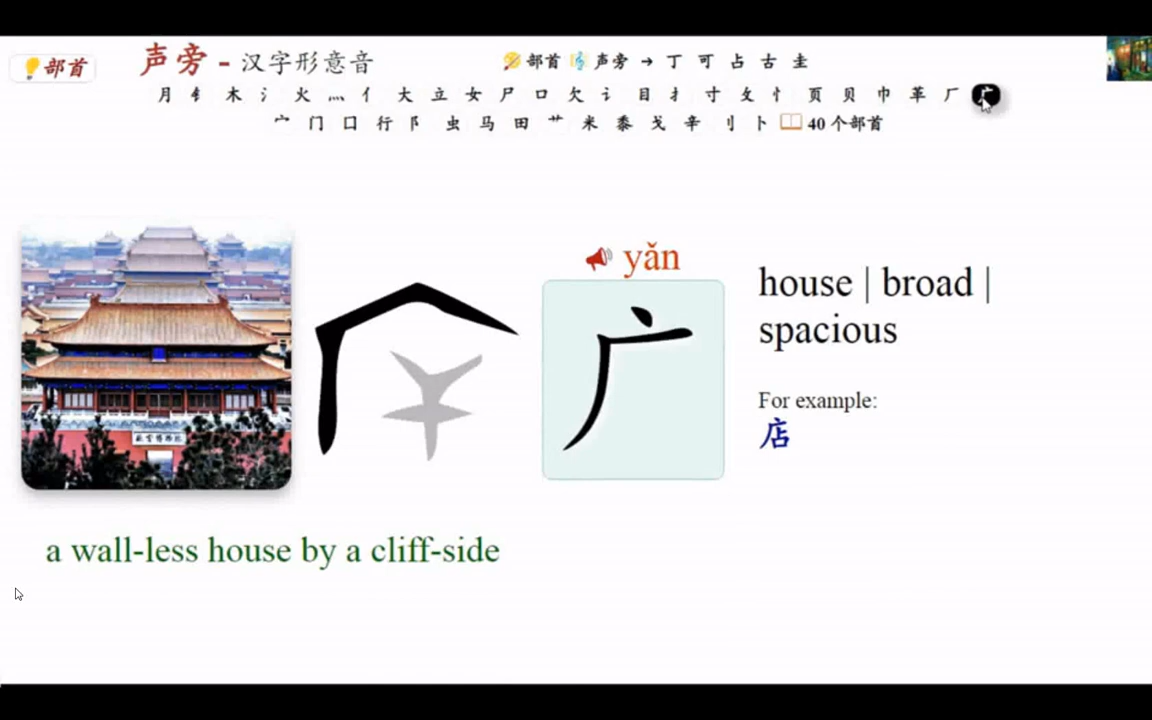 部首
声旁 - 汉字形意音
部首 声旁 → 丁 可 占 古 圭
月 钅 木 氵 火 灬 亻 大 立 女 尸 口 欠 讠 目 扌 寸 攵 忄 页 贝 巾 革 厂 广
宀 门 囗 行 阝 虫 马 田 艹 米 黍 戈 辛 刂 卜 40 个部首
yǎn
广
house | broad |
spacious
For example:
店
a wall-less house by a cliff-side